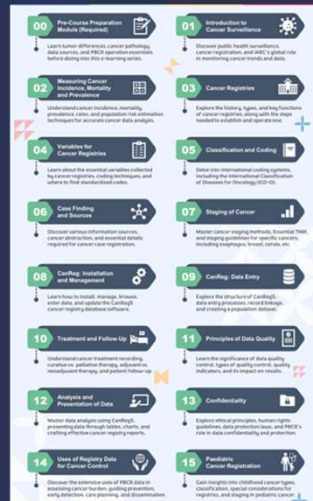 00
Pre-Course Preparation
Module (Required)
Learn tumor differences, cancer pathology,
data sources, and PBCR operation essentials
before diving into this e-learning series.
01
Introduction to
Cancer Surveillance
Discover public health surveillance,
cancer registration, and IARC's global role
in monitoring cancer trends and data.
02
Measuring Cancer
Incidence, Mortality
and Prevalence
Understand cancer incidence, mortality,
prevalence, rates, and population risk estimation
techniques for accurate cancer data analysis.
03
Cancer Registries
Explore the history, types, and key functions
of cancer registries, along with the steps
needed to establish and operate one.
04
Variables for
Cancer Registries
Learn about the essential variables collected
by cancer registries, coding techniques, and
where to find standardised codes.
05
Classification and Coding
Delve into international coding systems,
including the International Classification
of Diseases for Oncology (ICD-O).
06
Case Finding
and Sources
Discover various information sources,
cancer abstraction, and essential details
required for cancer case registration.
07
Staging of Cancer
Master cancer staging methods, Essential TNM,
and staging guidelines for specific cancers,
including esophagus, breast, cervix, etc.
08
CanReg: Installation
and Management
Learn how to install, manage, browse,
enter data, and update the CanReg5
cancer registry database software.
09
CanReg: Data Entry
Explore the structure of CanReg5,
data entry processes, record linkage,
and creating a population dataset.
10
Treatment and Follow-Up
Understand cancer treatment recording,
curative vs. palliative therapy, adjuvant vs.
neoadjuvant therapy, and patient follow-up.
11
Principles of Data Quality
Learn the significance of data quality
control, types of quality control, quality
indicators, and its impact on results.
12
Analysis and
Presentation of Data
Master data analysis using CanReg5,
presenting data through tables, charts, and
crafting effective cancer registry reports.
13
Confidentiality
Explore ethical principles, human rights
guidelines, data protection laws, and PBCR's
role in data confidentiality and protection.
14
Uses of Registry Data
for Cancer Control
Discover the extensive uses of PBCR data in
assessing cancer burden, guiding prevention,
early detection, care planning, and dissemination.
15
Paediatric
Cancer Registration
Gain insights into childhood cancer types,
classification, special considerations for
registries, and staging in pediatric cancer.